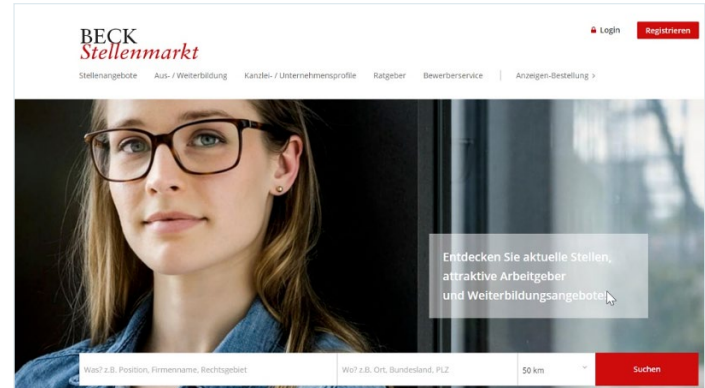 BECK
Stellenmarkt
Login
Registrieren
Stellenangebote Aus- / Weiterbildung Kanzlei- / Unternehmensprofile Ratgeber Bewerberservice | Anzeigen-Bestellung >
Entdecken Sie aktuelle Stellen,
attraktive Arbeitgeber
und Weiterbildungsangebote!
Was? z.B. Position, Firmenname, Rechtsgebiet
Wo? z.B. Ort, Bundesland, PLZ
50 km
Suchen